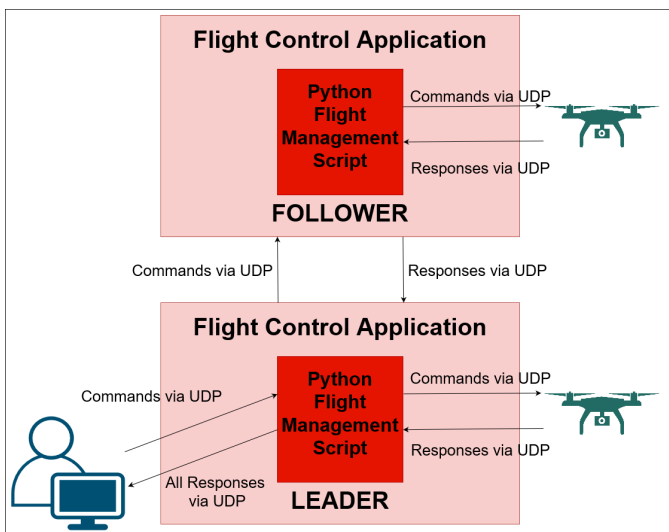 Flight Control Application
Python
Flight
Management
Script
Commands via UDP
Responses via UDP
FOLLOWER
Commands via UDP
Responses via UDP
Flight Control Application
Commands via UDP
Python
Flight
Management
Script
Commands via UDP
Responses via UDP
All Responses
via UDP
LEADER